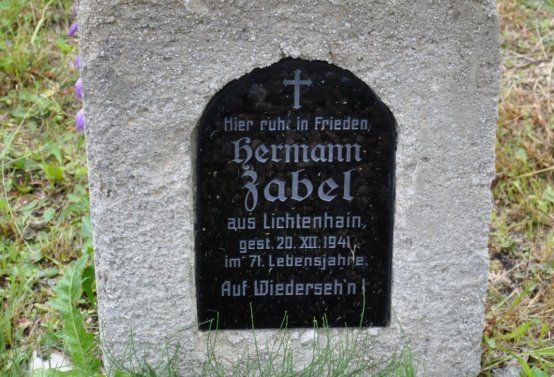 Hier ruht in Frieden
Hermann
Zabel
aus Lichtenhain,
gest. 20. XII. 1941
im 71. Lebensjahre.
Auf Wiederseh'n!